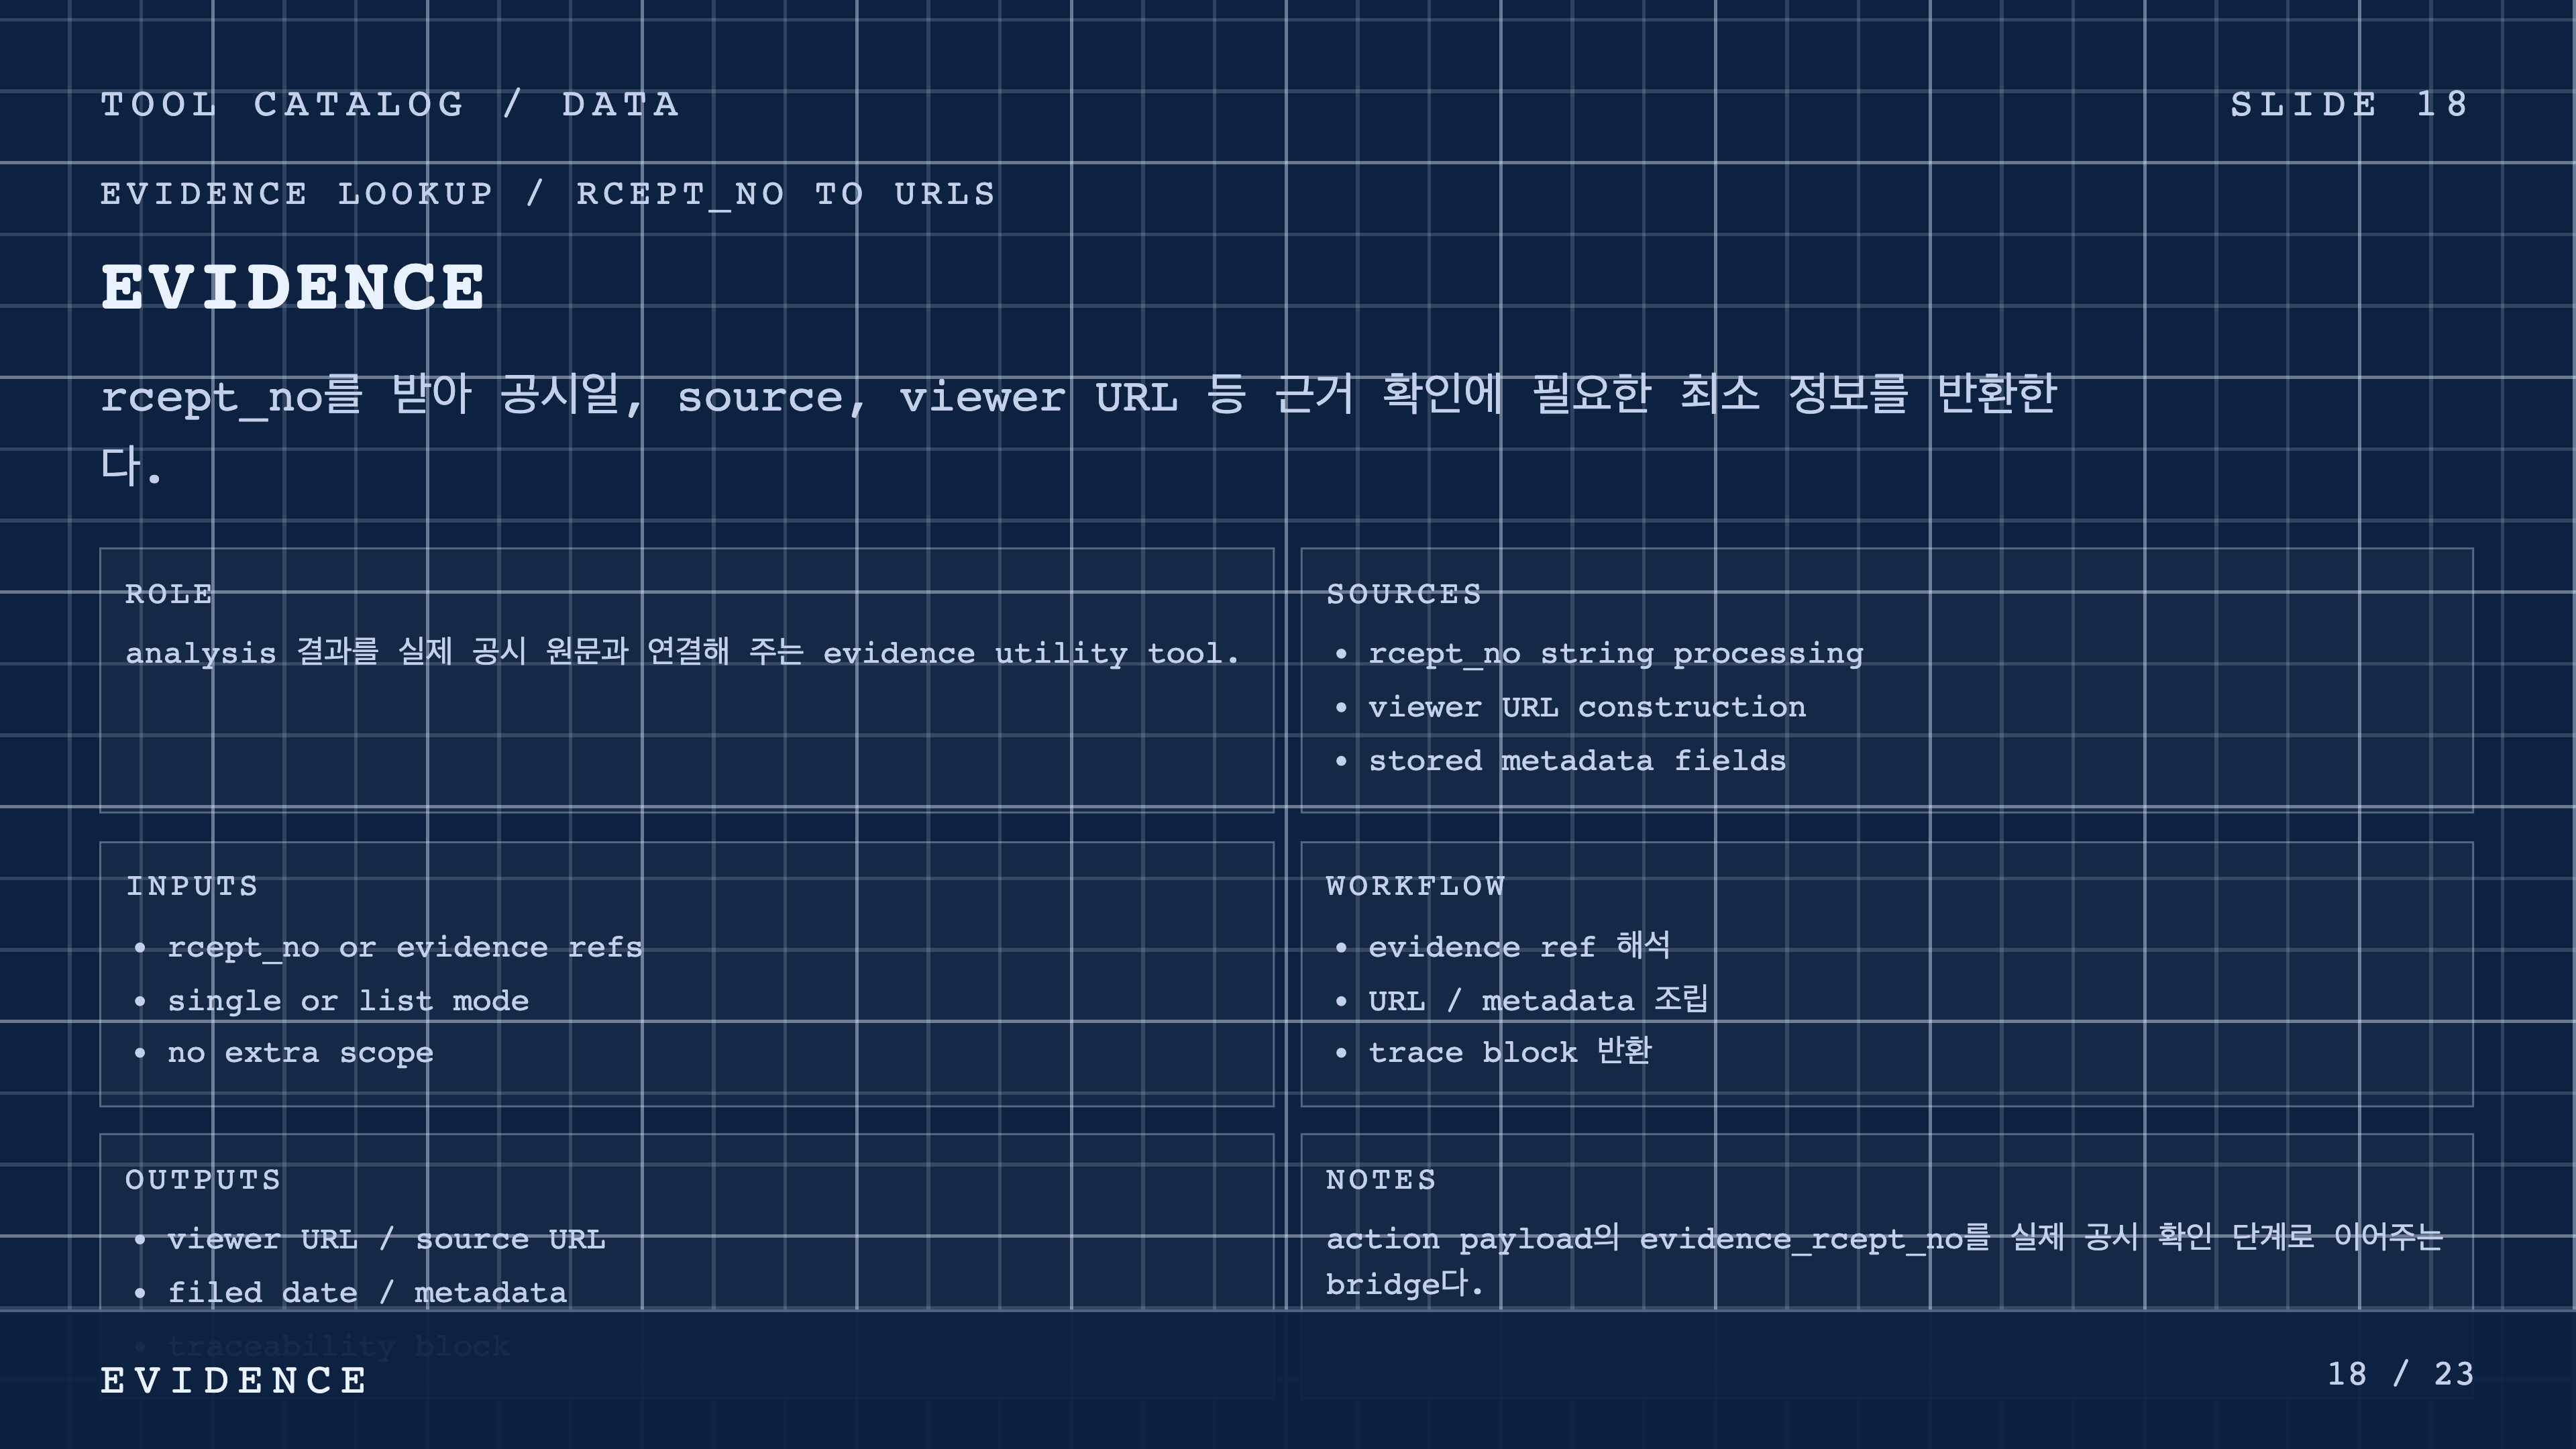 TOOL CATALOG / DATA
SLIDE 18
EVIDENCE LOOKUP / RCEPT_NO TO URLS
EVIDENCE
rcept_no를 받아 공시일, source, viewer URL 등 근거 확인에 필요한 최소 정보를 반환한
다.
ROLE
analysis 결과를 실제 공시 원문과 연결해 주는 evidence utility tool.
SOURCES
• rcept_no string processing
• viewer URL construction
• stored metadata fields
INPUTS
• rcept_no or evidence refs
• single or list mode
• no extra scope
WORKFLOW
• evidence ref 해석
• URL / metadata 조립
• trace block 반환
OUTPUTS
• viewer URL / source URL
• filed date / metadata
• traceability block
NOTES
action payload의 evidence_rcept_no를 실제 공시 확인 단계로 이어주는
bridge다.
EVIDENCE
18 / 23